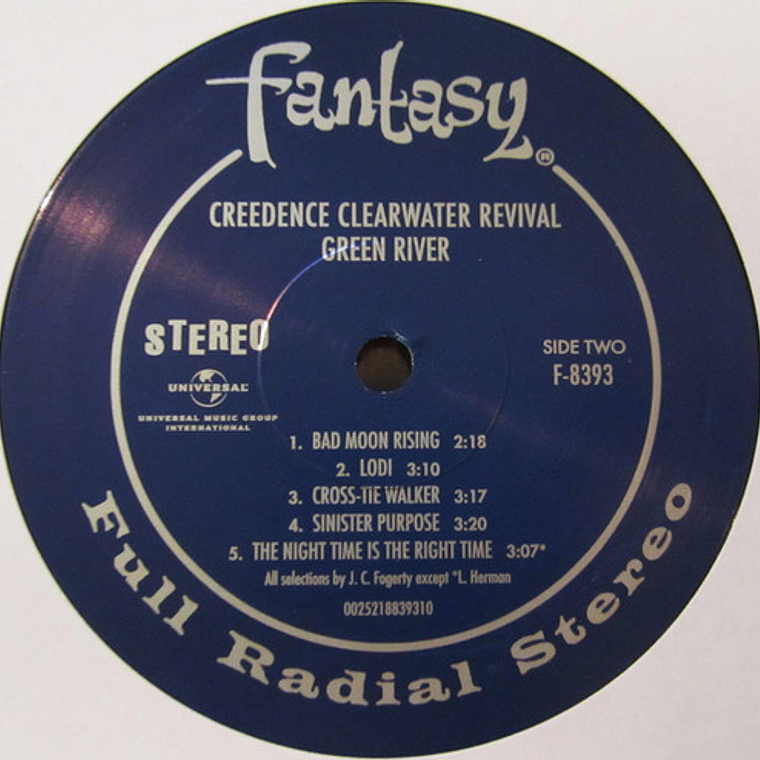 fantasy®
CREEDENCE CLEARWATER REVIVAL
GREEN RIVER
STEREO
UNIVERSAL
UNIVERSAL MUSIC GROUP
INTERNATIONAL
SIDE TWO
F-8393
1. BAD MOON RISING 2:18
2. LODI 3:10
3. CROSS-TIE WALKER 3:17
4. SINISTER PURPOSE 3:20
5. THE NIGHT TIME IS THE RIGHT TIME 3:07*
All selections by J. C. Fogerty except *L. Herman
0025218839310
Full Radial Stereo